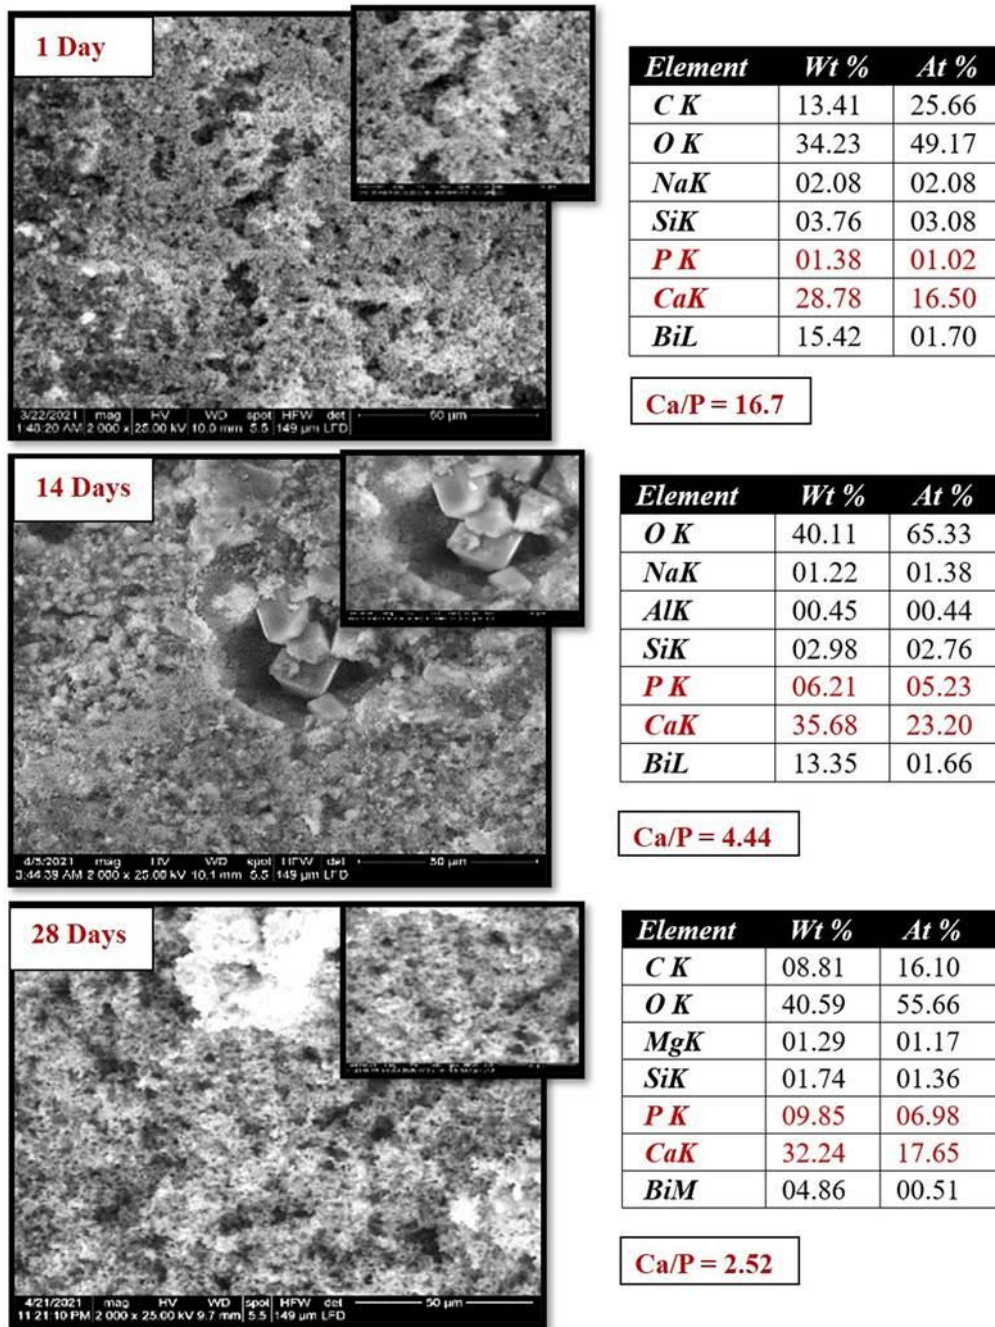 1 Day
3/22/2021 mag HV WD spot HFW det 50 µm
1:48:20 AM 2 000 x 25.00 kV 10.0 mm 5.5 149 µm LFD
Element Wt % At %
C K 13.41 25.66
O K 34.23 49.17
NaK 02.08 02.08
SiK 03.76 03.08
P K 01.38 01.02
CaK 28.78 16.50
BiL 15.42 01.70
Ca/P = 16.7
14 Days
4/5/2021 mag HV WD spot HFW det 50 µm
3:44:39 AM 2 000 x 25.00 kV 10.1 mm 5.5 149 µm LFD
Element Wt % At %
O K 40.11 65.33
NaK 01.22 01.38
AlK 00.45 00.44
SiK 02.98 02.76
P K 06.21 05.23
CaK 35.68 23.20
BiL 13.35 01.66
Ca/P = 4.44
28 Days
4/21/2021 mag HV WD spot HFW det 50 µm
11:21:10 PM 2 000 x 25.00 kV 9.7 mm 5.5 149 µm LFD
Element Wt % At %
C K 08.81 16.10
O K 40.59 55.66
MgK 01.29 01.17
SiK 01.74 01.36
P K 09.85 06.98
CaK 32.24 17.65
BiM 04.86 00.51
Ca/P = 2.52